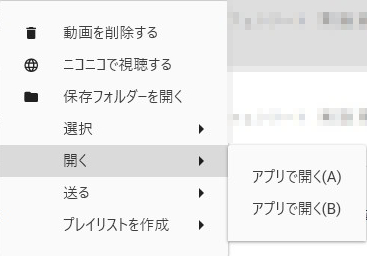 動画を削除する
ニコニコで視聴する
保存フォルダーを開く
選択
開く
送る
プレイリストを作成
アプリで開く(A)
アプリで開く(B)